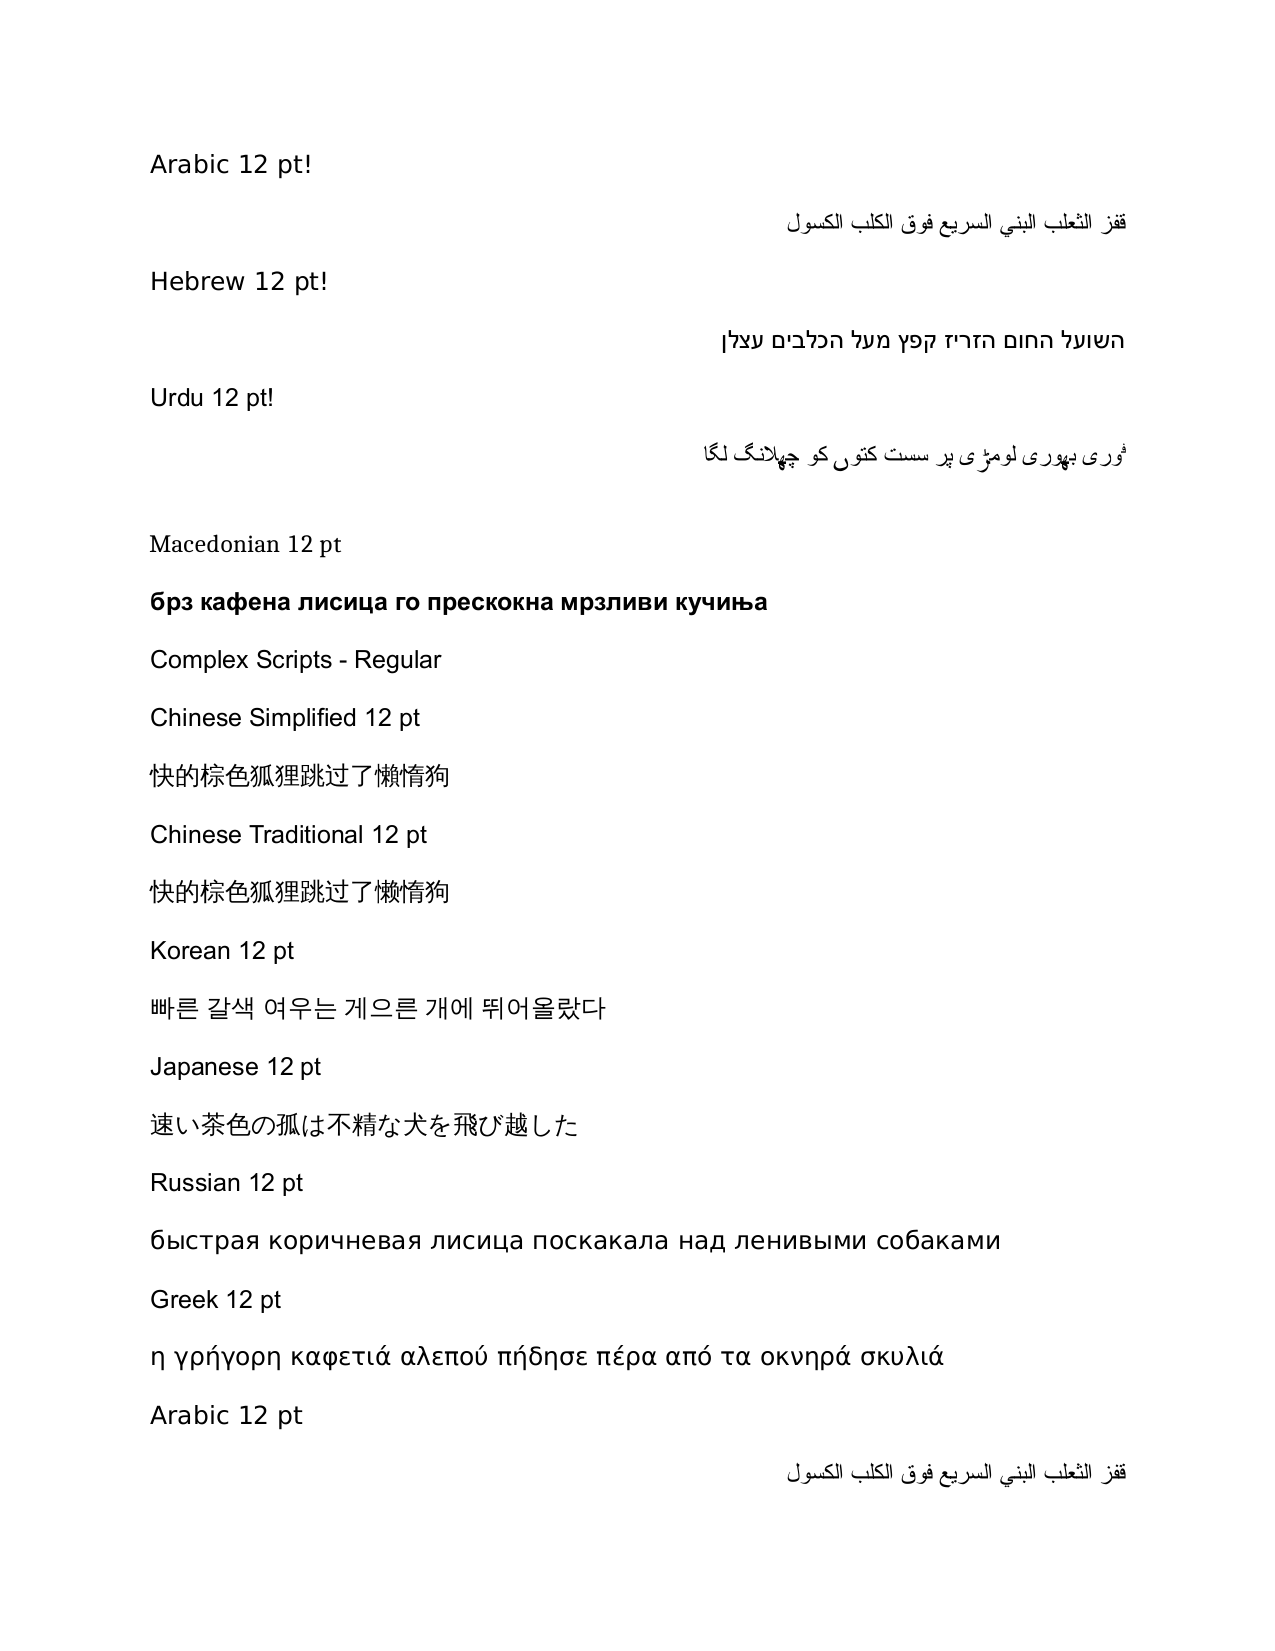 Arabic 12 pt!
قفز الثعلب البني السريع فوق الكلب الكسول
Hebrew 12 pt!
השועל החום הזריז קפץ מעל הכלבים עצלן
Urdu 12 pt!
فوری بھوری لومڑی پر سست کتوں کو چھلانگ لگا
Macedonian 12 pt
брз кафена лисица го прескокна мрзливи кучиња
Complex Scripts - Regular
Chinese Simplified 12 pt
快的棕色狐狸跳过了懶惰狗
Chinese Traditional 12 pt
快的棕色狐狸跳过了懒惰狗
Korean 12 pt
빠른 갈색 여우는 게으른 개에 뛰어올랐다
Japanese 12 pt
速い茶色の孤は不精な犬を飛び越した
Russian 12 pt
быстрая коричневая лисица поскакала над ленивыми собаками
Greek 12 pt
η γρήγορη καφετιά αλεπού πήδησε πέρα από τα οκνηρά σκυλιά
Arabic 12 pt
قفز الثعلب البني السريع فوق الكلب الكسول